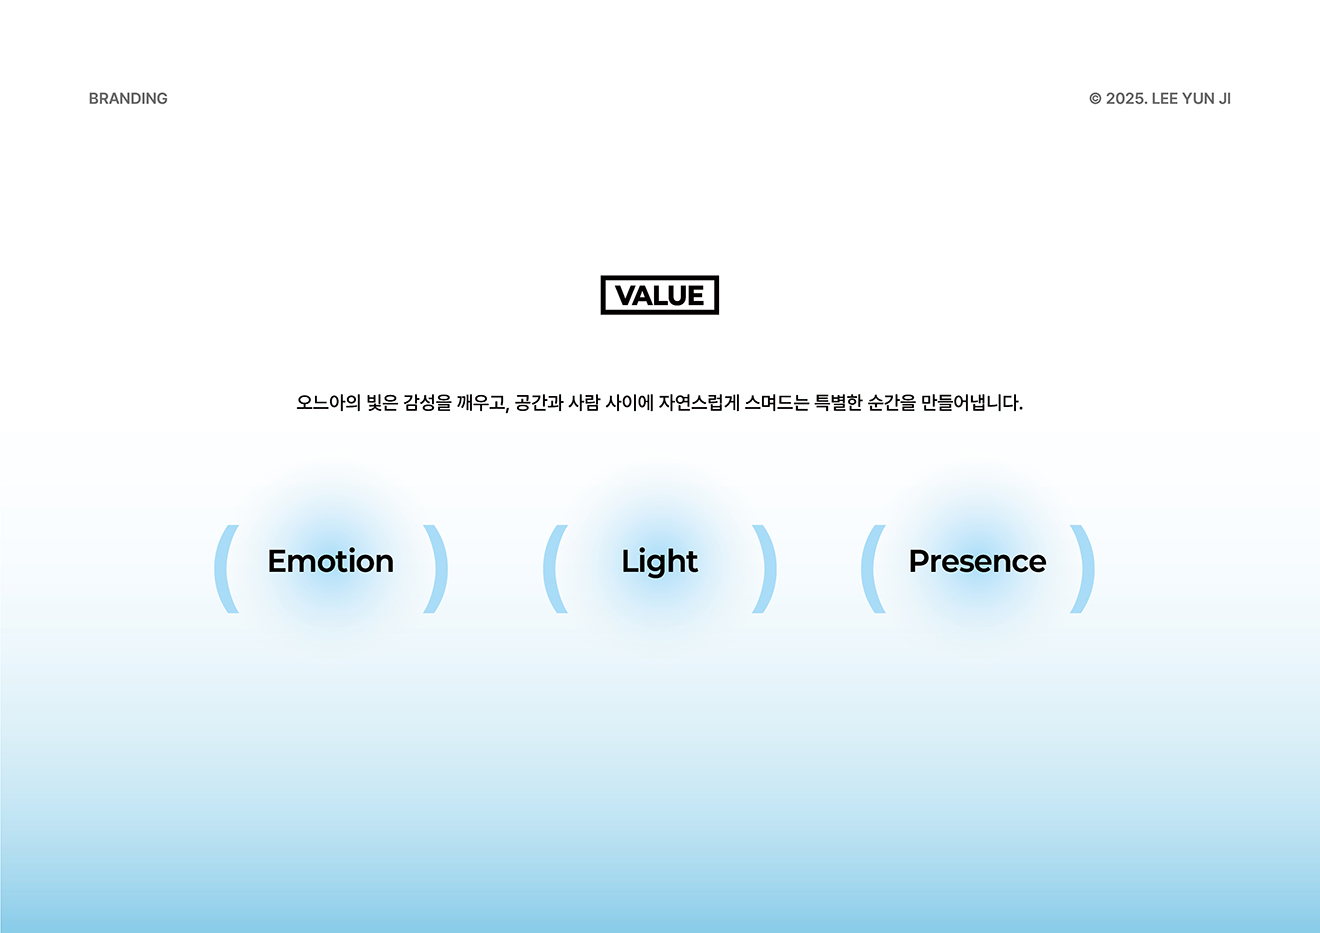 BRANDING
© 2025. LEE YUN JI
VALUE
오느아의 빛은 감성을 깨우고, 공간과 사람 사이에 자연스럽게 스며드는 특별한 순간을 만들어냅니다.
( Emotion ) ( Light ) ( Presence )